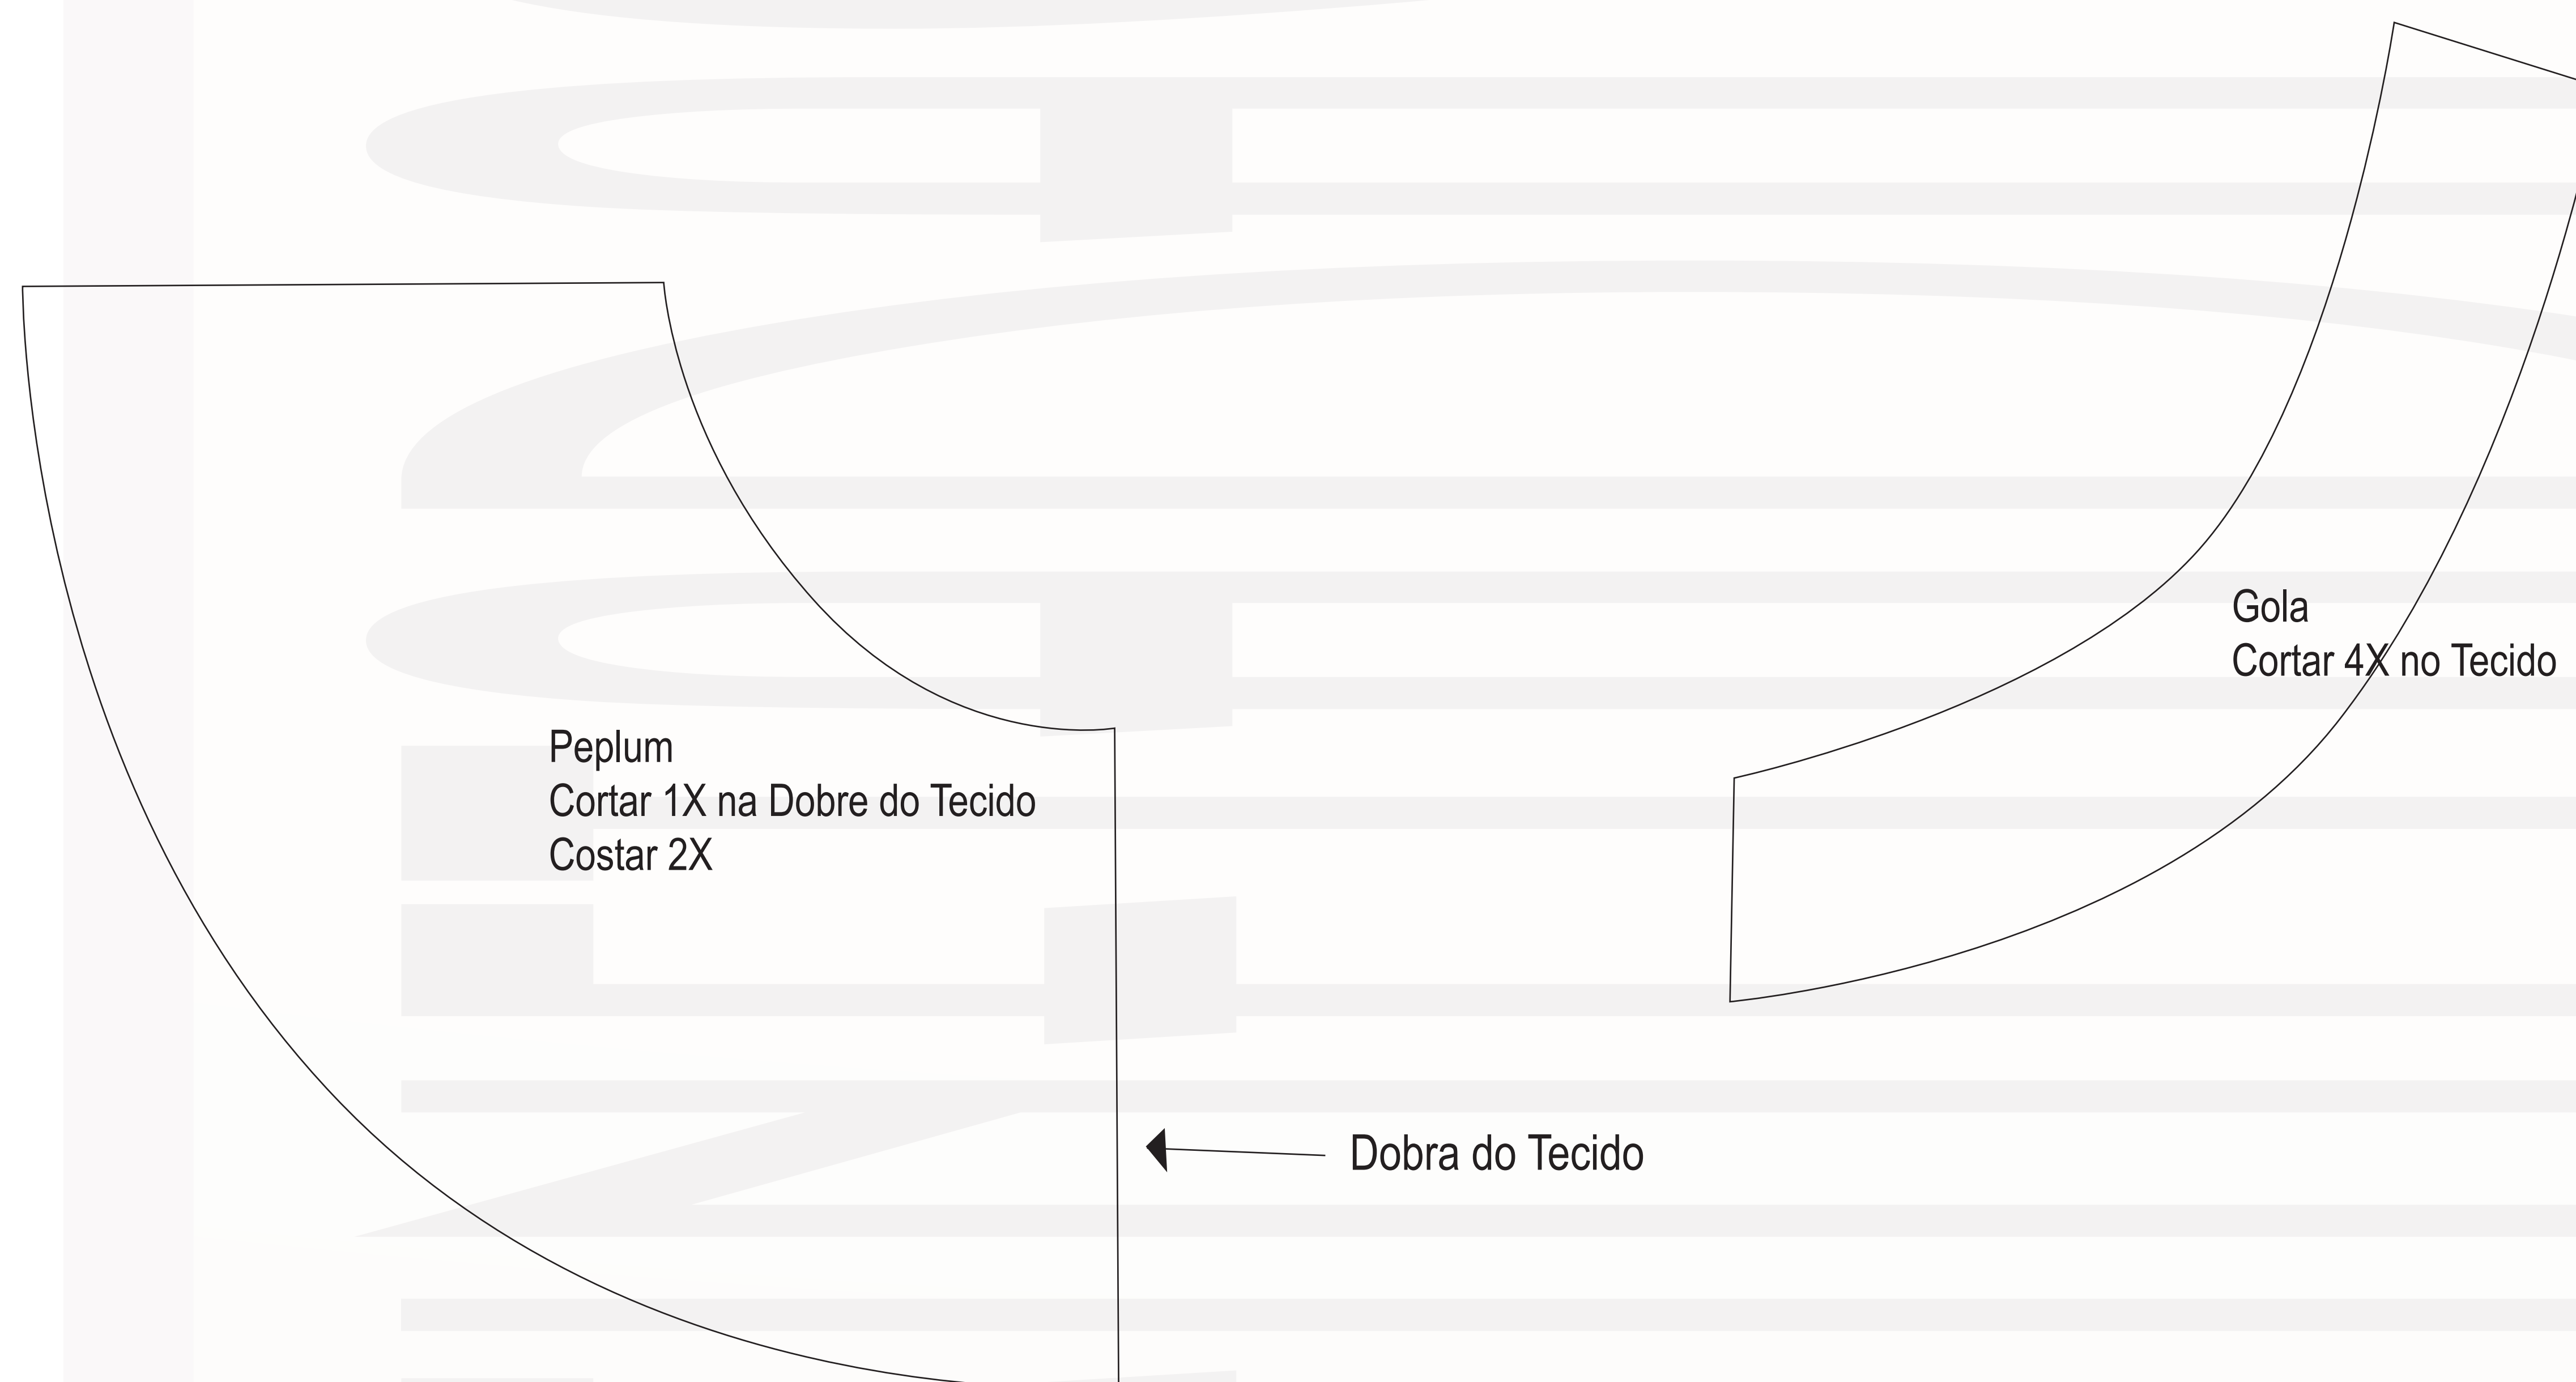 Peplum
Cortar 1X na Dobre do Tecido
Costar 2X
Dobra do Tecido
Gola
Cortar 4X no Tecido